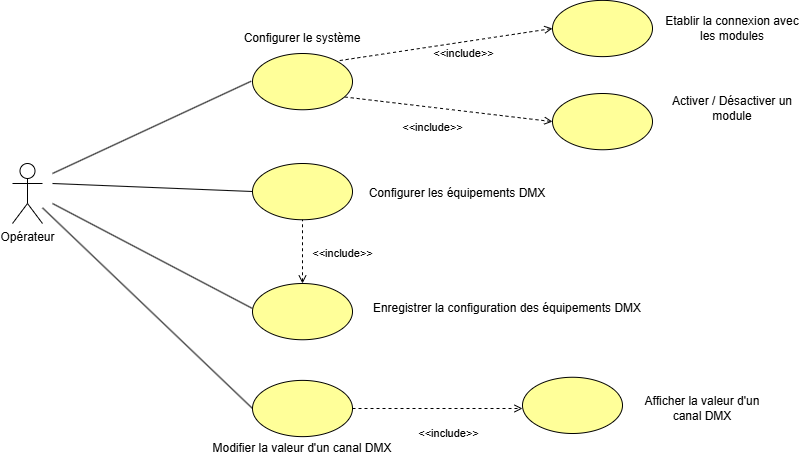 Etablir la connexion avec
les modules
Configurer le système
<<include>>
Activer / Désactiver un
module
<<include>>
Configurer les équipements DMX
Opérateur
<<include>>
Enregistrer la configuration des équipements DMX
Afficher la valeur d'un
canal DMX
<<include>>
Modifier la valeur d'un canal DMX